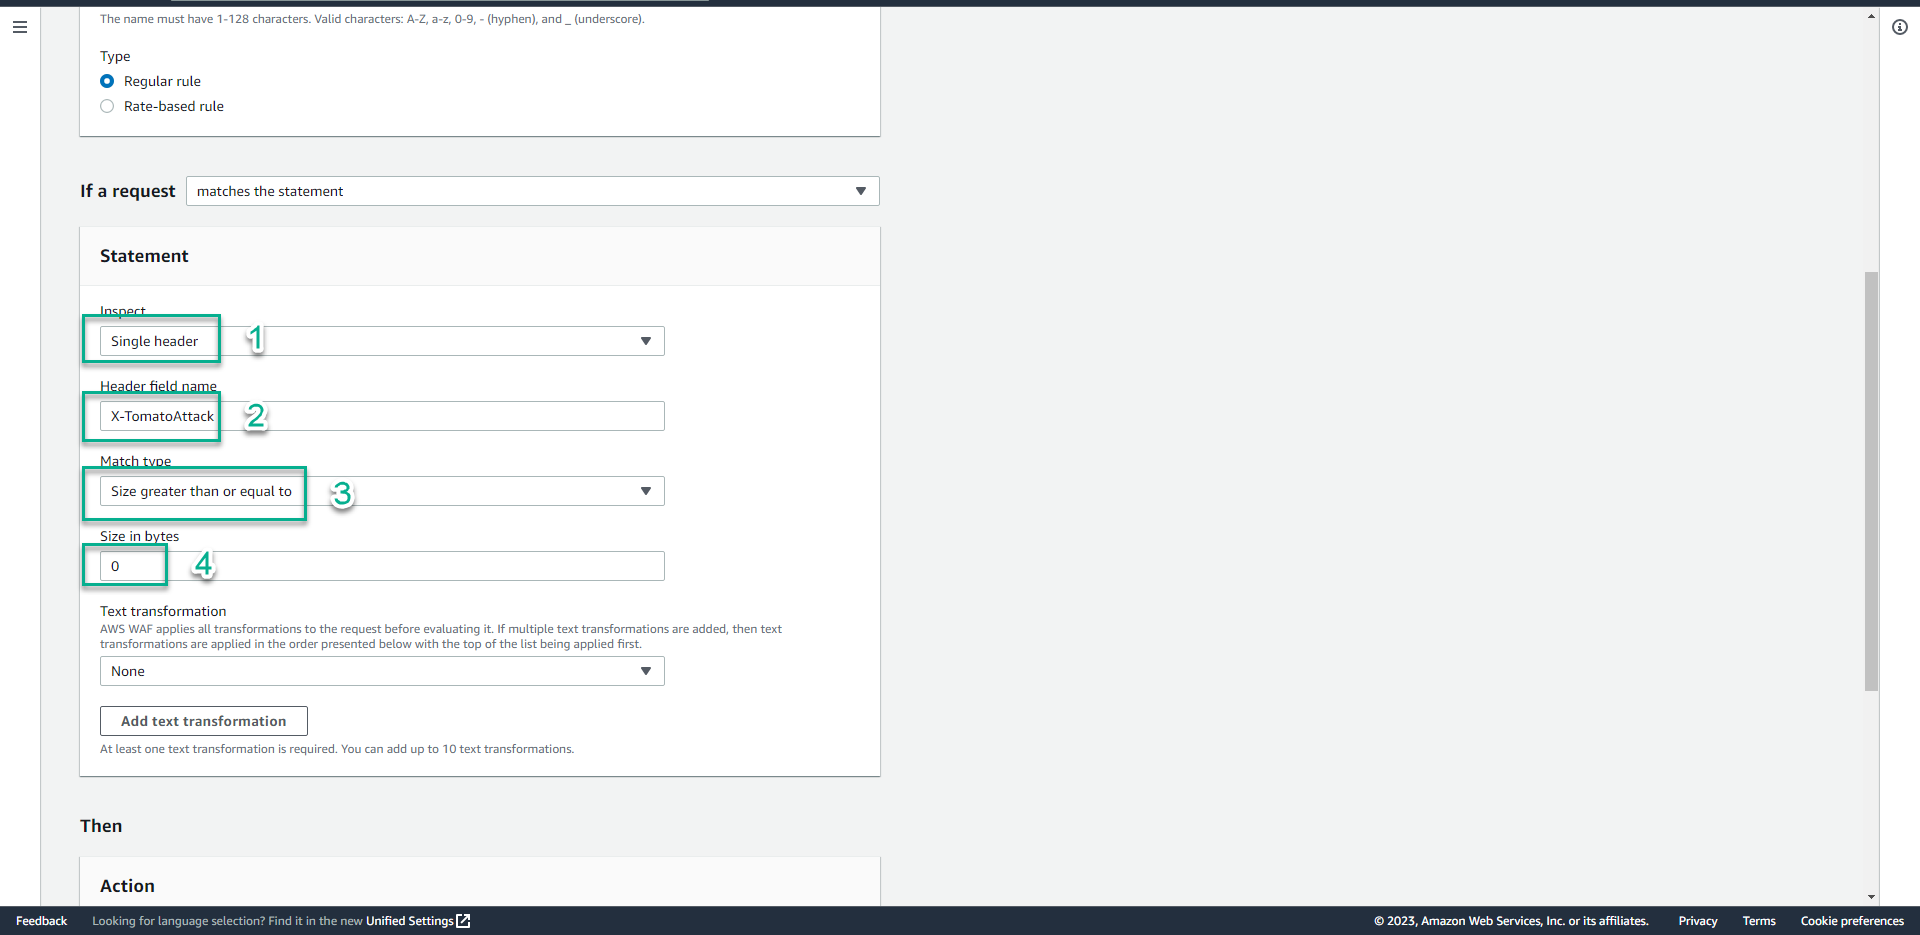 The name must have 1-128 characters. Valid characters: A-Z, a-z, 0-9, - (hyphen), and _ (underscore).
Type
Regular rule
Rate-based rule
If a request matches the statement
Statement
Inspect
Single header 1
Header field name
X-TomatoAttack 2
Match type
Size greater than or equal to 3
Size in bytes
0 4
Text transformation
AWS WAF applies all transformations to the request before evaluating it. If multiple text transformations are added, then text
transformations are applied in the order presented below with the top of the list being applied first.
None
Add text transformation
At least one text transformation is required. You can add up to 10 text transformations.
Then
Action
Feedback Looking for language selection? Find it in the new Unified Settings © 2023, Amazon Web Services, Inc. or its affiliates. Privacy Terms Cookie preferences